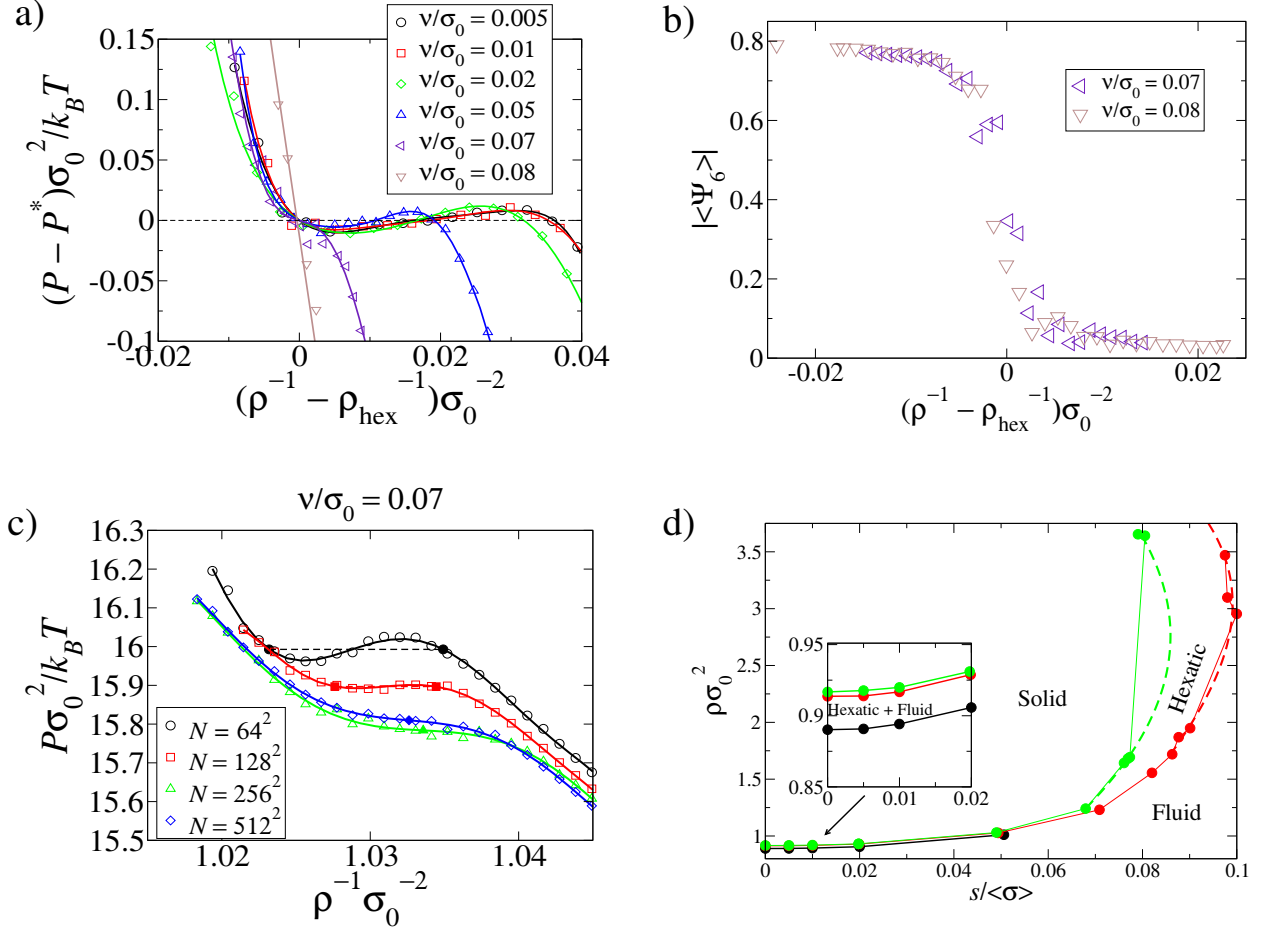 a)
(P − P*)σ₀²/k_BT
0.15
0.1
0.05
0
-0.05
-0.1
-0.02
0
0.02
0.04
(ρ⁻¹ − ρ_hex⁻¹)σ₀⁻²
ν/σ₀ = 0.005
ν/σ₀ = 0.01
ν/σ₀ = 0.02
ν/σ₀ = 0.05
ν/σ₀ = 0.07
ν/σ₀ = 0.08
b)
|<Ψ₆>|
0.8
0.6
0.4
0.2
0
-0.02
0
0.02
(ρ⁻¹ − ρ_hex⁻¹)σ₀⁻²
ν/σ₀ = 0.07
ν/σ₀ = 0.08
c)
ν/σ₀ = 0.07
Pσ₀²/k_BT
16.3
16.2
16.1
16
15.9
15.8
15.7
15.6
15.5
1.02
1.03
1.04
ρ⁻¹σ₀⁻²
N = 64²
N = 128²
N = 256²
N = 512²
d)
ρσ₀²
3.5
3
2.5
2
1.5
1
0
0.02
0.04
0.06
0.08
0.1
s/<σ>
Solid
Hexatic
Fluid
0.95
0.9
0.85
0
0.01
0.02
Hexatic + Fluid